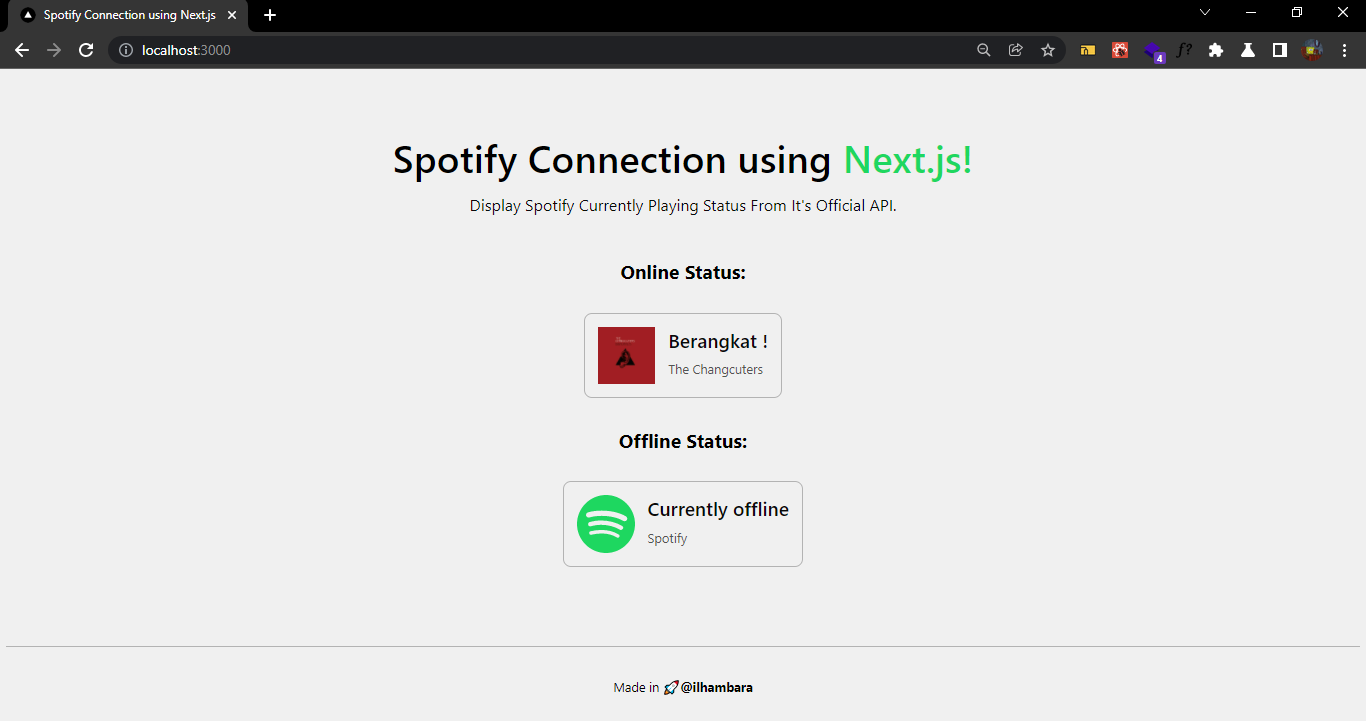 Spotify Connection using Next.js
localhost:3000
4
f?
Spotify Connection using Next.js!
Display Spotify Currently Playing Status From It's Official API.
Online Status:
Berangkat !
The Changcuters
Offline Status:
Currently offline
Spotify
Made in 🚀@ilhambara